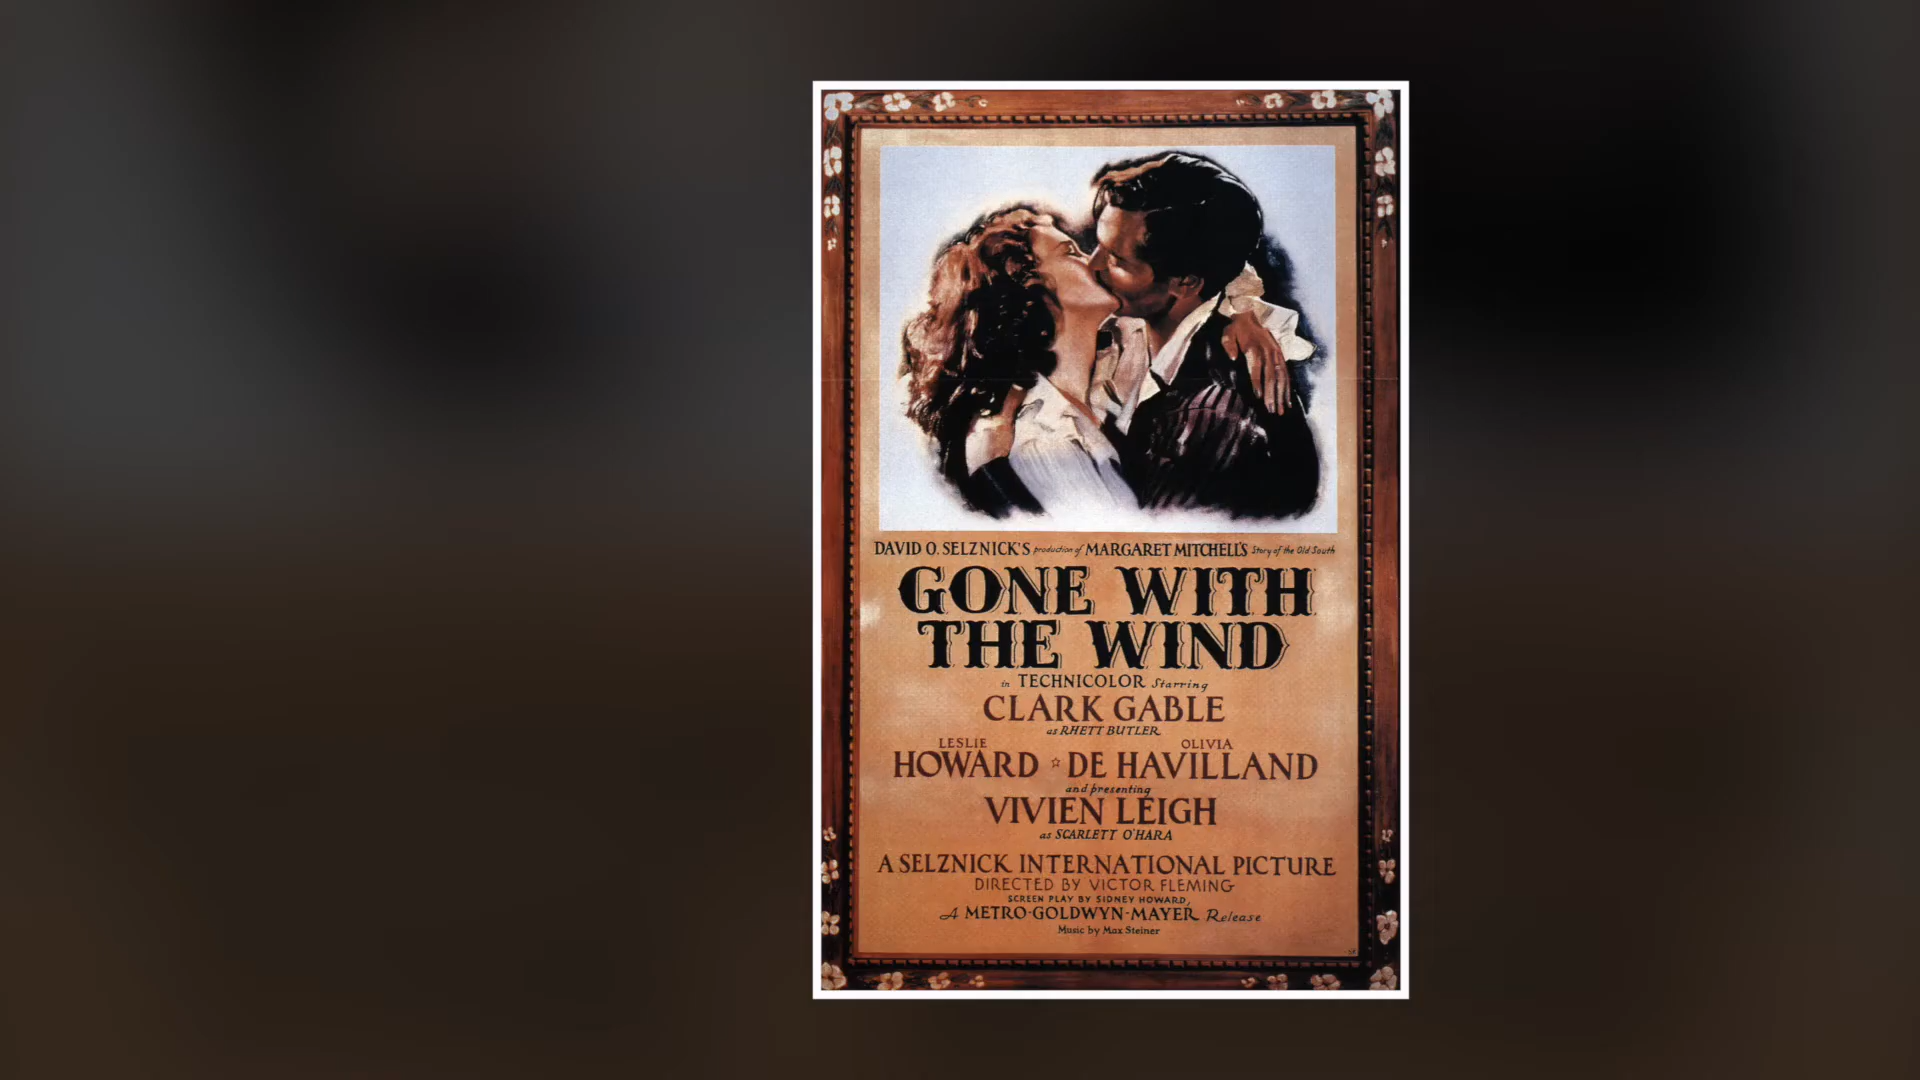 DAVID O. SELZNICK'S production of MARGARET MITCHELL'S Story of the Old South
GONE WITH
THE WIND
in TECHNICOLOR Starring
CLARK GABLE
as RHETT BUTLER
LESLIE HOWARD ☆ OLIVIA DE HAVILLAND
and presenting
VIVIEN LEIGH
as SCARLETT O'HARA
A SELZNICK INTERNATIONAL PICTURE
DIRECTED BY VICTOR FLEMING
SCREEN PLAY BY SIDNEY HOWARD,
A METRO-GOLDWYN-MAYER Release
Music by Max Steiner